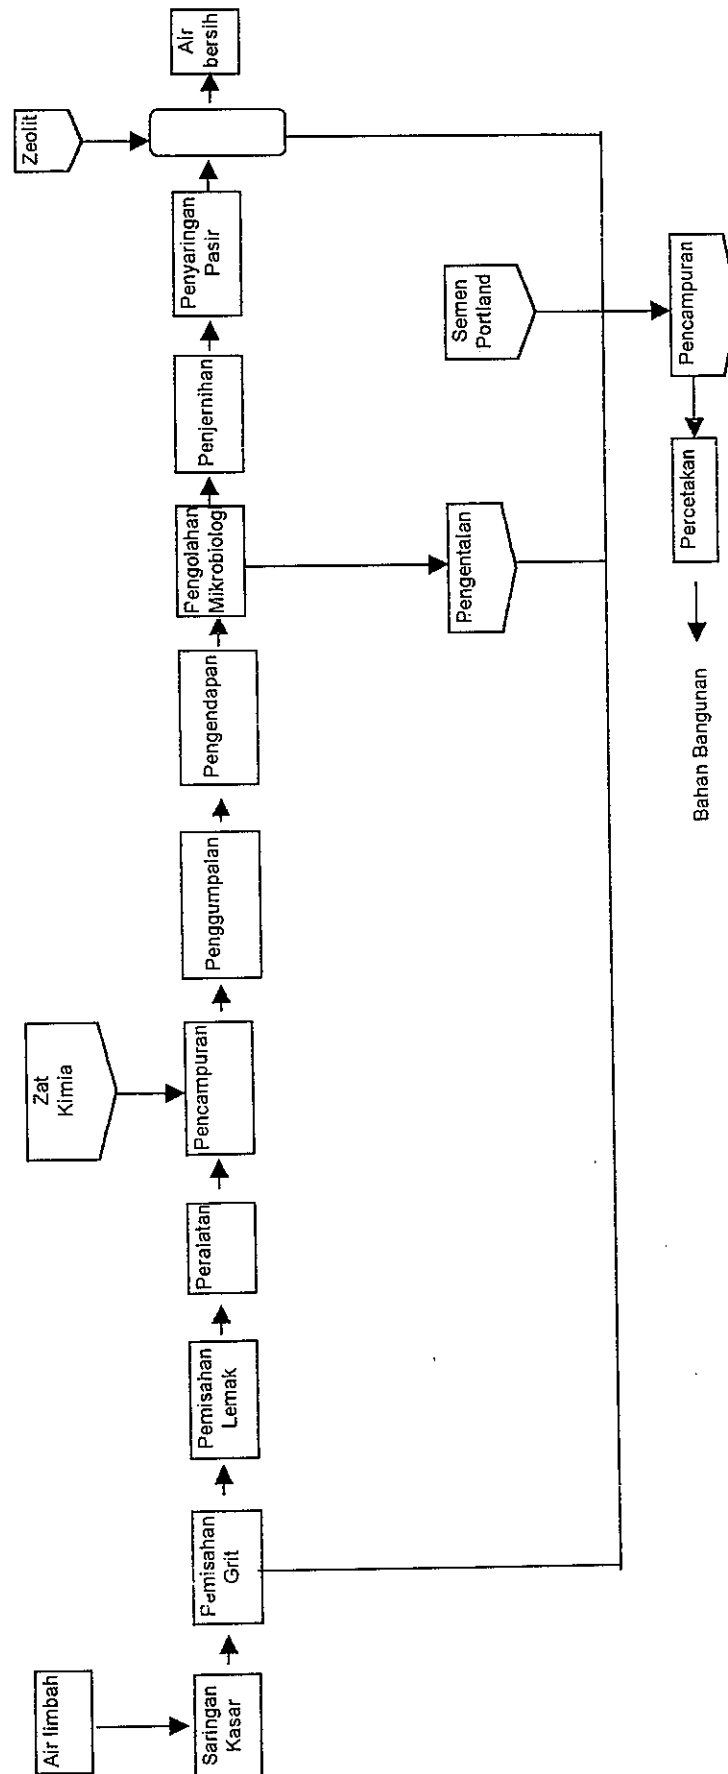 Air limbah
Saringan
Kasar
Pemisahan
Grit
Pemisahan
Lemak
Peraiatan
Zat
Kimia
Pencampuran
Penggumpalan
Pengendapan
Pengolahan
Mikrobiologi
Penjernihan
Penyaringan
Pasir
Zeolit
Air
bersih
Pengentalan
Semen
Portland
Pencampuran
Percetakan
Bahan Bangunan